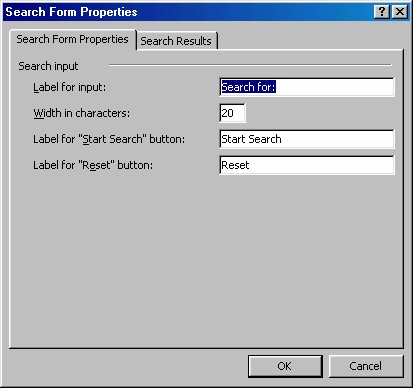 Search Form Properties
Search Form Properties Search Results
Search input
Label for input: Search for:
Width in characters: 20
Label for "Start Search" button: Start Search
Label for "Reset" button: Reset
OK Cancel